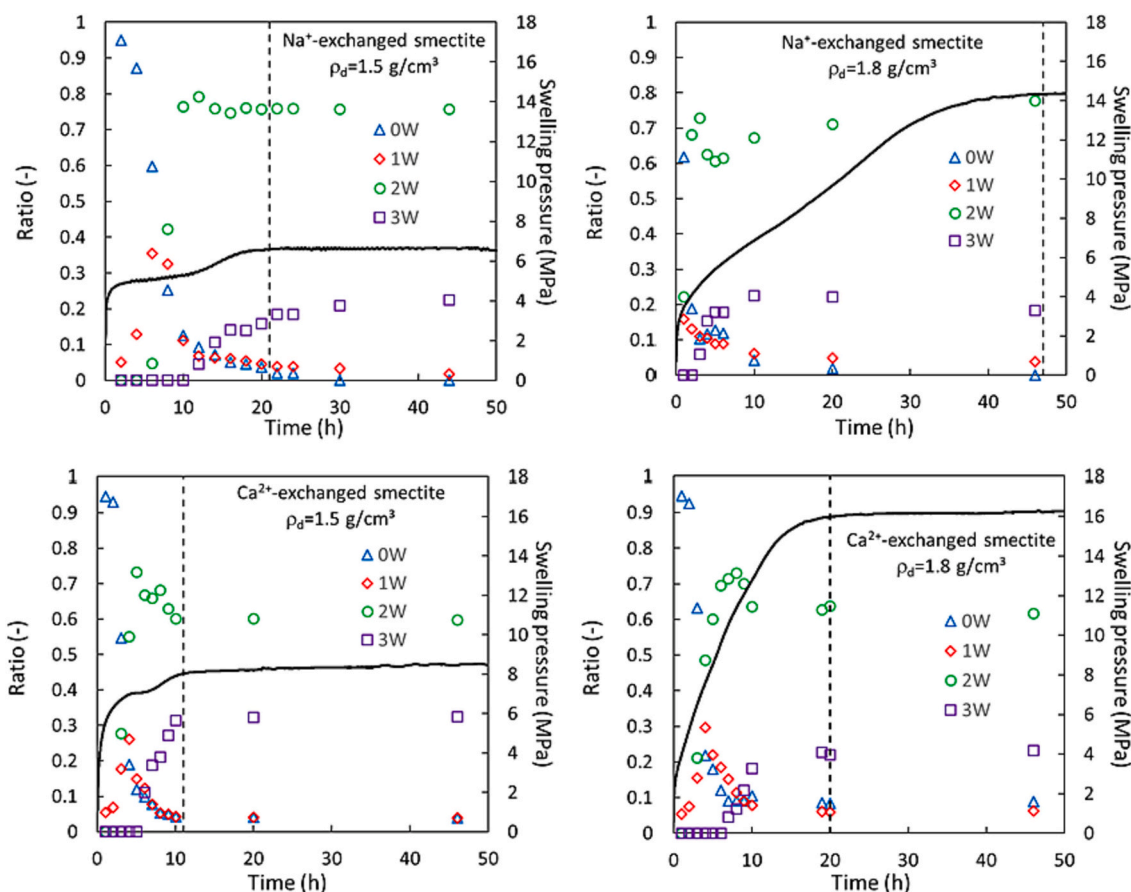 Na⁺-exchanged smectite
ρd=1.5 g/cm³
0W
1W
2W
3W
Ratio (-)
1
0.9
0.8
0.7
0.6
0.5
0.4
0.3
0.2
0.1
0
18
16
14
12
10
8
6
4
2
0
Swelling pressure (MPa)
0 10 20 30 40 50
Time (h)
Na⁺-exchanged smectite
ρd=1.8 g/cm³
0W
1W
2W
3W
Ratio (-)
1
0.9
0.8
0.7
0.6
0.5
0.4
0.3
0.2
0.1
0
18
16
14
12
10
8
6
4
2
0
Swelling pressure (MPa)
0 10 20 30 40 50
Time (h)
Ca²⁺-exchanged smectite
ρd=1.5 g/cm³
0W
1W
2W
3W
Ratio (-)
1
0.9
0.8
0.7
0.6
0.5
0.4
0.3
0.2
0.1
0
18
16
14
12
10
8
6
4
2
0
Swelling pressure (MPa)
0 10 20 30 40 50
Time (h)
Ca²⁺-exchanged smectite
ρd=1.8 g/cm³
0W
1W
2W
3W
Ratio (-)
1
0.9
0.8
0.7
0.6
0.5
0.4
0.3
0.2
0.1
0
18
16
14
12
10
8
6
4
2
0
Swelling pressure (MPa)
0 10 20 30 40 50
Time (h)